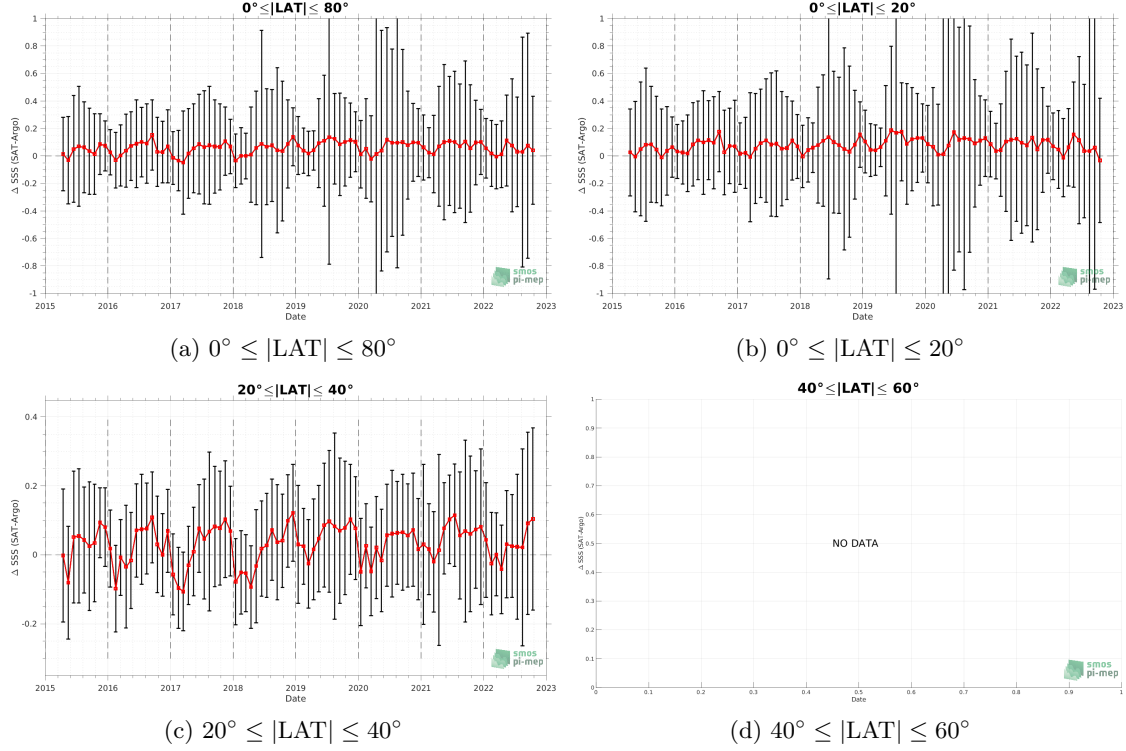 0°≤|LAT|≤ 80°
Δ SSS (SAT-Argo)
1
0.8
0.6
0.4
0.2
0
-0.2
-0.4
-0.6
-0.8
-1
2015 2016 2017 2018 2019 2020 2021 2022 2023
Date
smos
pi-mep
(a) 0° ≤ |LAT| ≤ 80°
0°≤|LAT|≤ 20°
Δ SSS (SAT-Argo)
1
0.8
0.6
0.4
0.2
0
-0.2
-0.4
-0.6
-0.8
-1
2015 2016 2017 2018 2019 2020 2021 2022 2023
Date
smos
pi-mep
(b) 0° ≤ |LAT| ≤ 20°
20°≤|LAT|≤ 40°
Δ SSS (SAT-Argo)
0.4
0.2
0
-0.2
2015 2016 2017 2018 2019 2020 2021 2022 2023
Date
smos
pi-mep
(c) 20° ≤ |LAT| ≤ 40°
40°≤|LAT|≤ 60°
Δ SSS (SAT-Argo)
1
0.9
0.8
0.7
0.6
0.5
0.4
0.3
0.2
0.1
0
NO DATA
0 0.1 0.2 0.3 0.4 0.5 0.6 0.7 0.8 0.9 1
Date
smos
pi-mep
(d) 40° ≤ |LAT| ≤ 60°